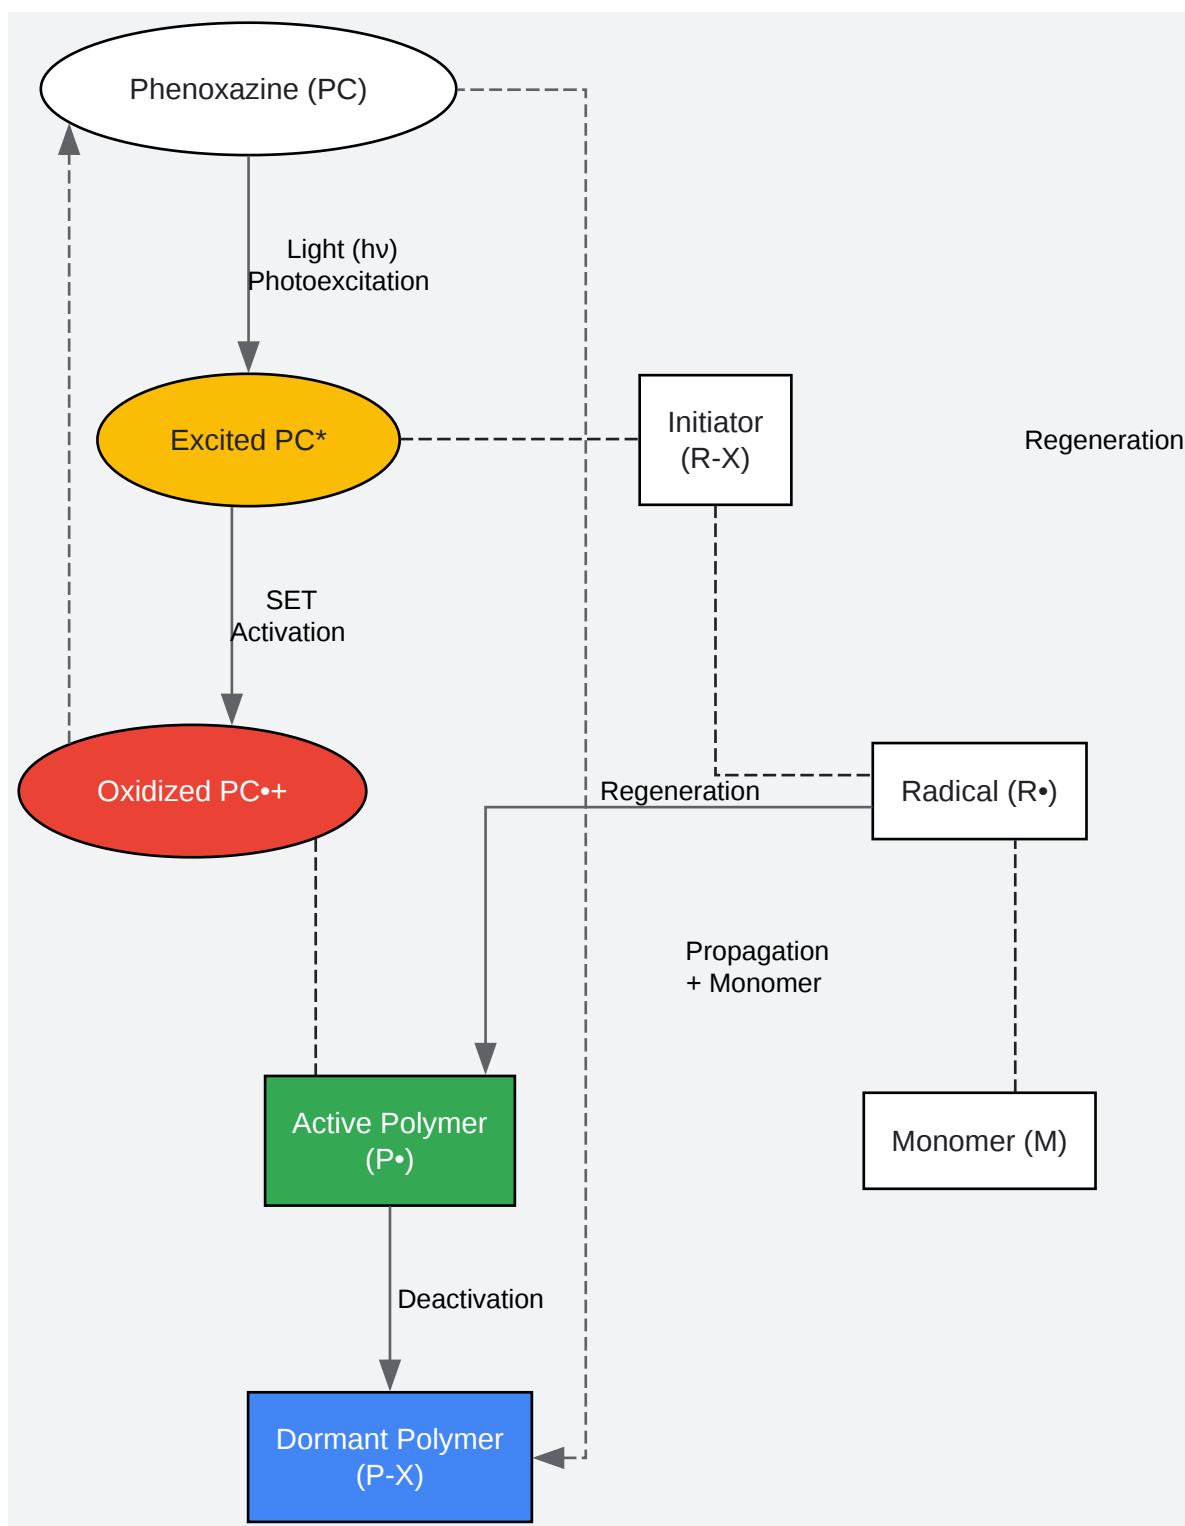 Phenoxazine (PC)
Light (hν)
Photoexcitation
Excited PC*
Initiator
(R-X)
Regeneration
SET
Activation
Oxidized PC•+
Regeneration
Radical (R•)
Propagation
+ Monomer
Active Polymer
(P•)
Monomer (M)
Deactivation
Dormant Polymer
(P-X)